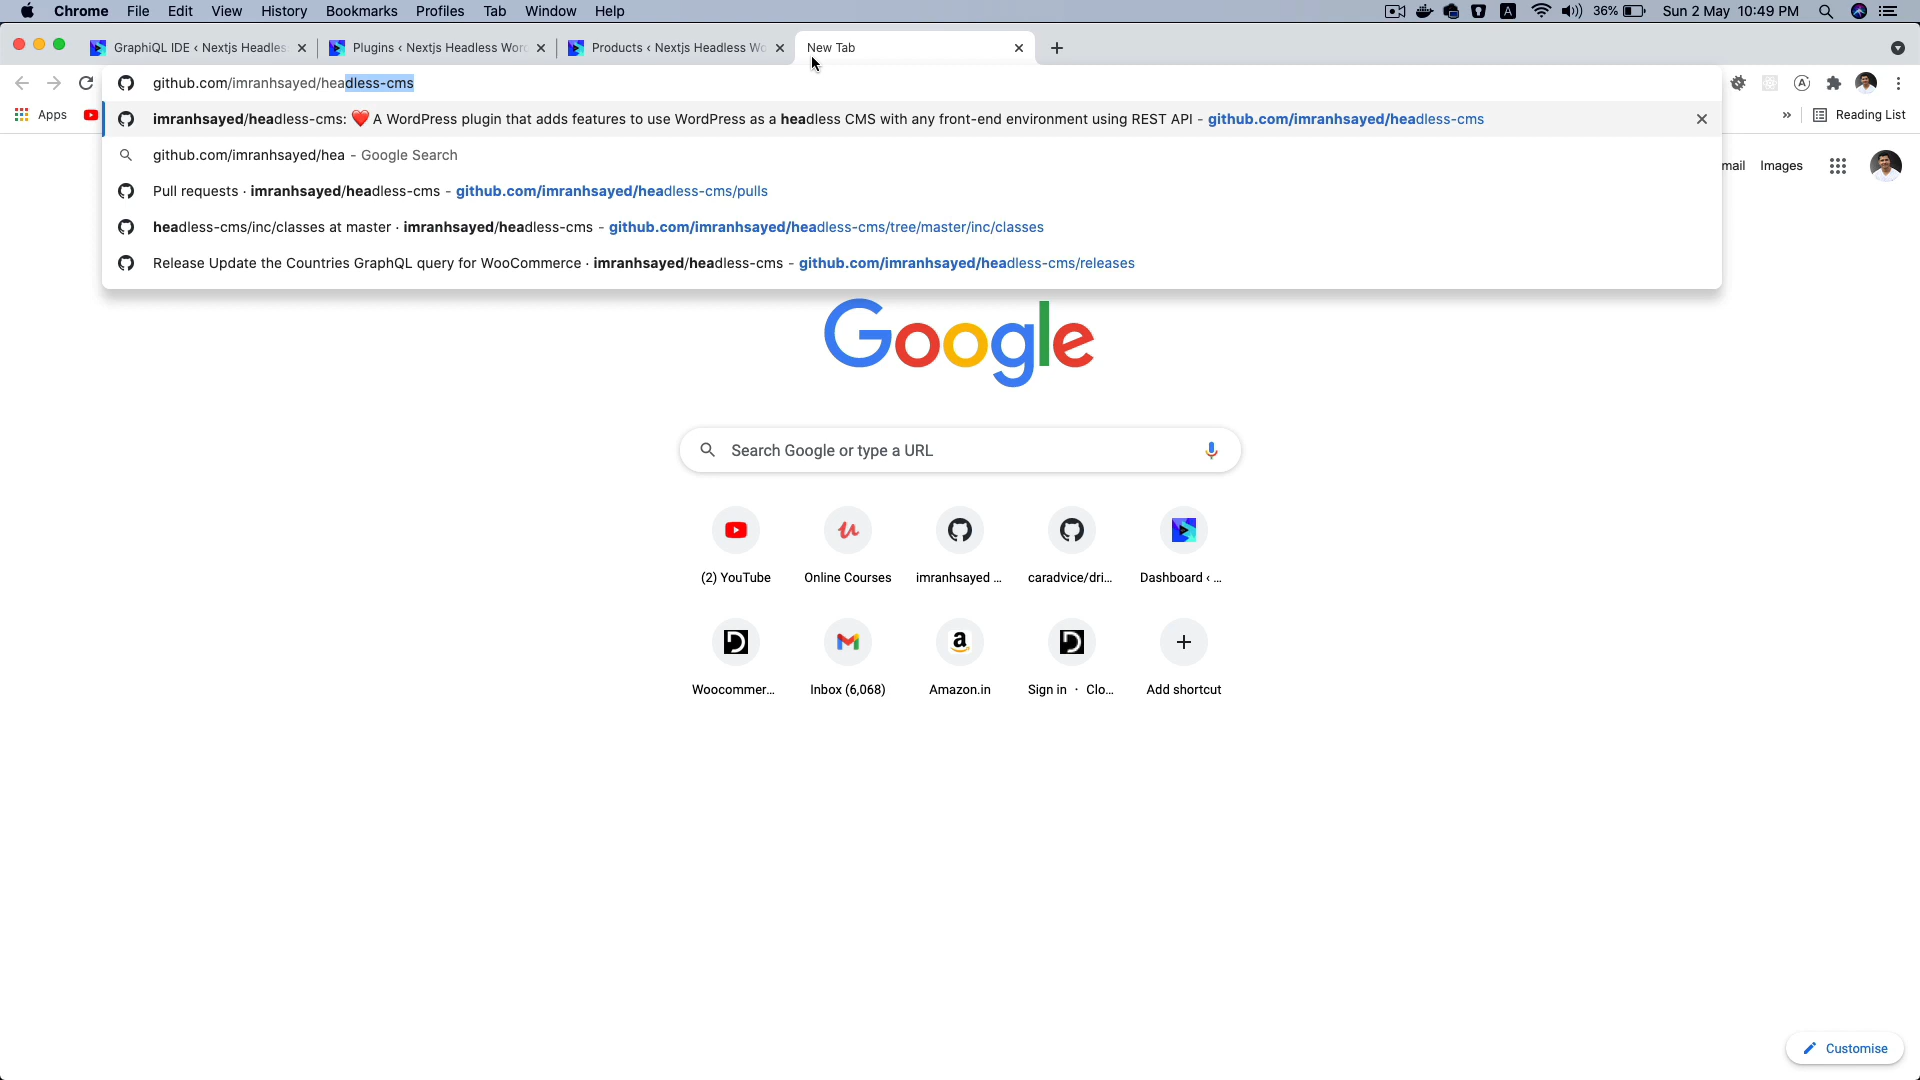 Chrome File Edit View History Bookmarks Profiles Tab Window Help 36% Sun 2 May 10:49 PM
GraphiQL IDE ‹ Nextjs Headles Plugins ‹ Nextjs Headless Wor Products ‹ Nextjs Headless Wo New Tab
github.com/imranhsayed/headless-cms
Apps Reading List
imranhsayed/headless-cms: ❤️ A WordPress plugin that adds features to use WordPress as a headless CMS with any front-end environment using REST API - github.com/imranhsayed/headless-cms
github.com/imranhsayed/hea - Google Search
mail Images
Pull requests · imranhsayed/headless-cms - github.com/imranhsayed/headless-cms/pulls
headless-cms/inc/classes at master · imranhsayed/headless-cms - github.com/imranhsayed/headless-cms/tree/master/inc/classes
Release Update the Countries GraphQL query for WooCommerce · imranhsayed/headless-cms - github.com/imranhsayed/headless-cms/releases
Google
Search Google or type a URL
(2) YouTube Online Courses imranhsayed ... caradvice/dri... Dashboard ‹ ...
Woocommer... Inbox (6,068) Amazon.in Sign in · Clo... Add shortcut
Customise